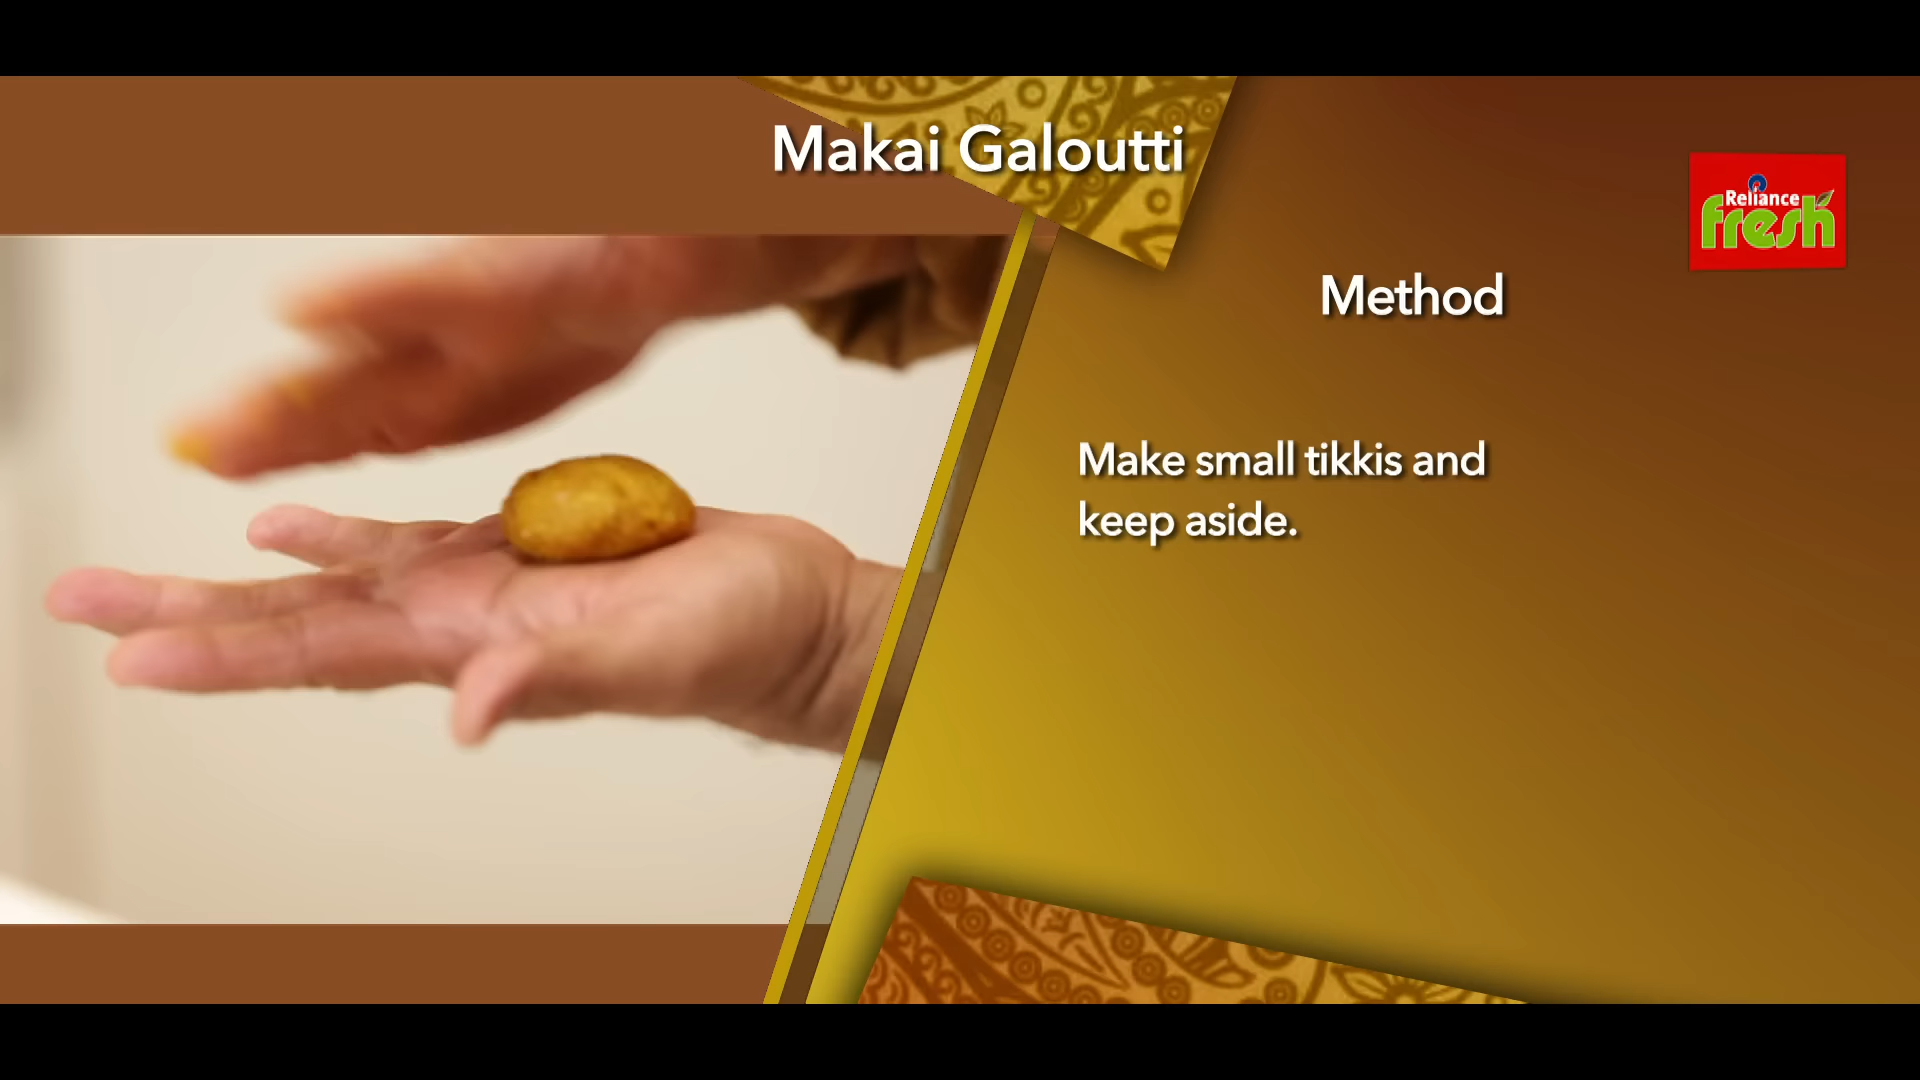 Makai Galoutti
Reliance
fresh
Method
Make small tikkis and
keep aside.